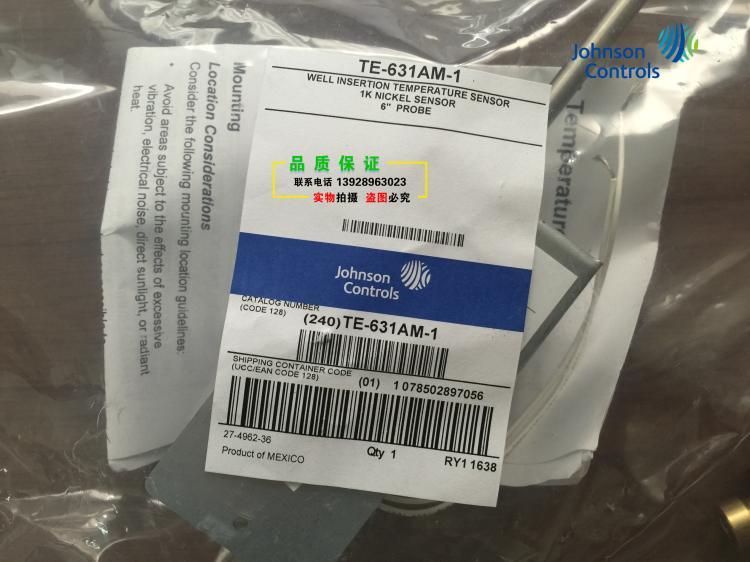 Johnson
Controls
TE-631AM-1
WELL INSERTION TEMPERATURE SENSOR
1K NICKEL SENSOR
6" PROBE
品质保证
联系电话 13928963023
实物拍摄 盗图必究
Johnson
Controls
CATALOG NUMBER
(CODE 128)
(240)TE-631AM-1
SHIPPING CONTAINER CODE
(UCC/EAN CODE 128)
(01) 1 078502897056
27-4962-36
Product of MEXICO
Qty 1
RY1 1638
Mounting
Location Considerations
Consider the following mounting location guidelines:
• Avoid areas subject to the effects of excessive
vibration, electrical noise, direct sunlight, or radiant
heat.
Temperatur